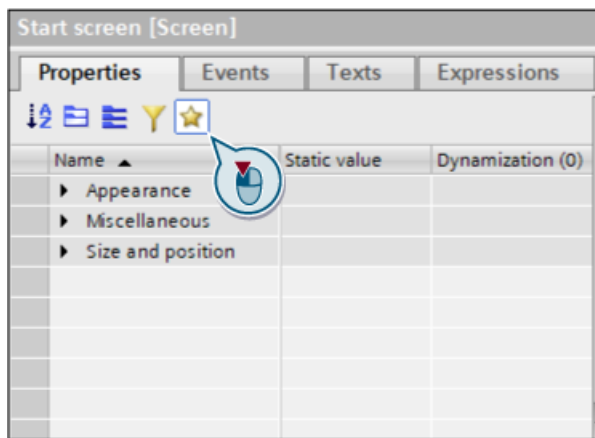 Start screen [Screen]
Properties Events Texts Expressions
Name Static value Dynamization (0)
Appearance
Miscellaneous
Size and position